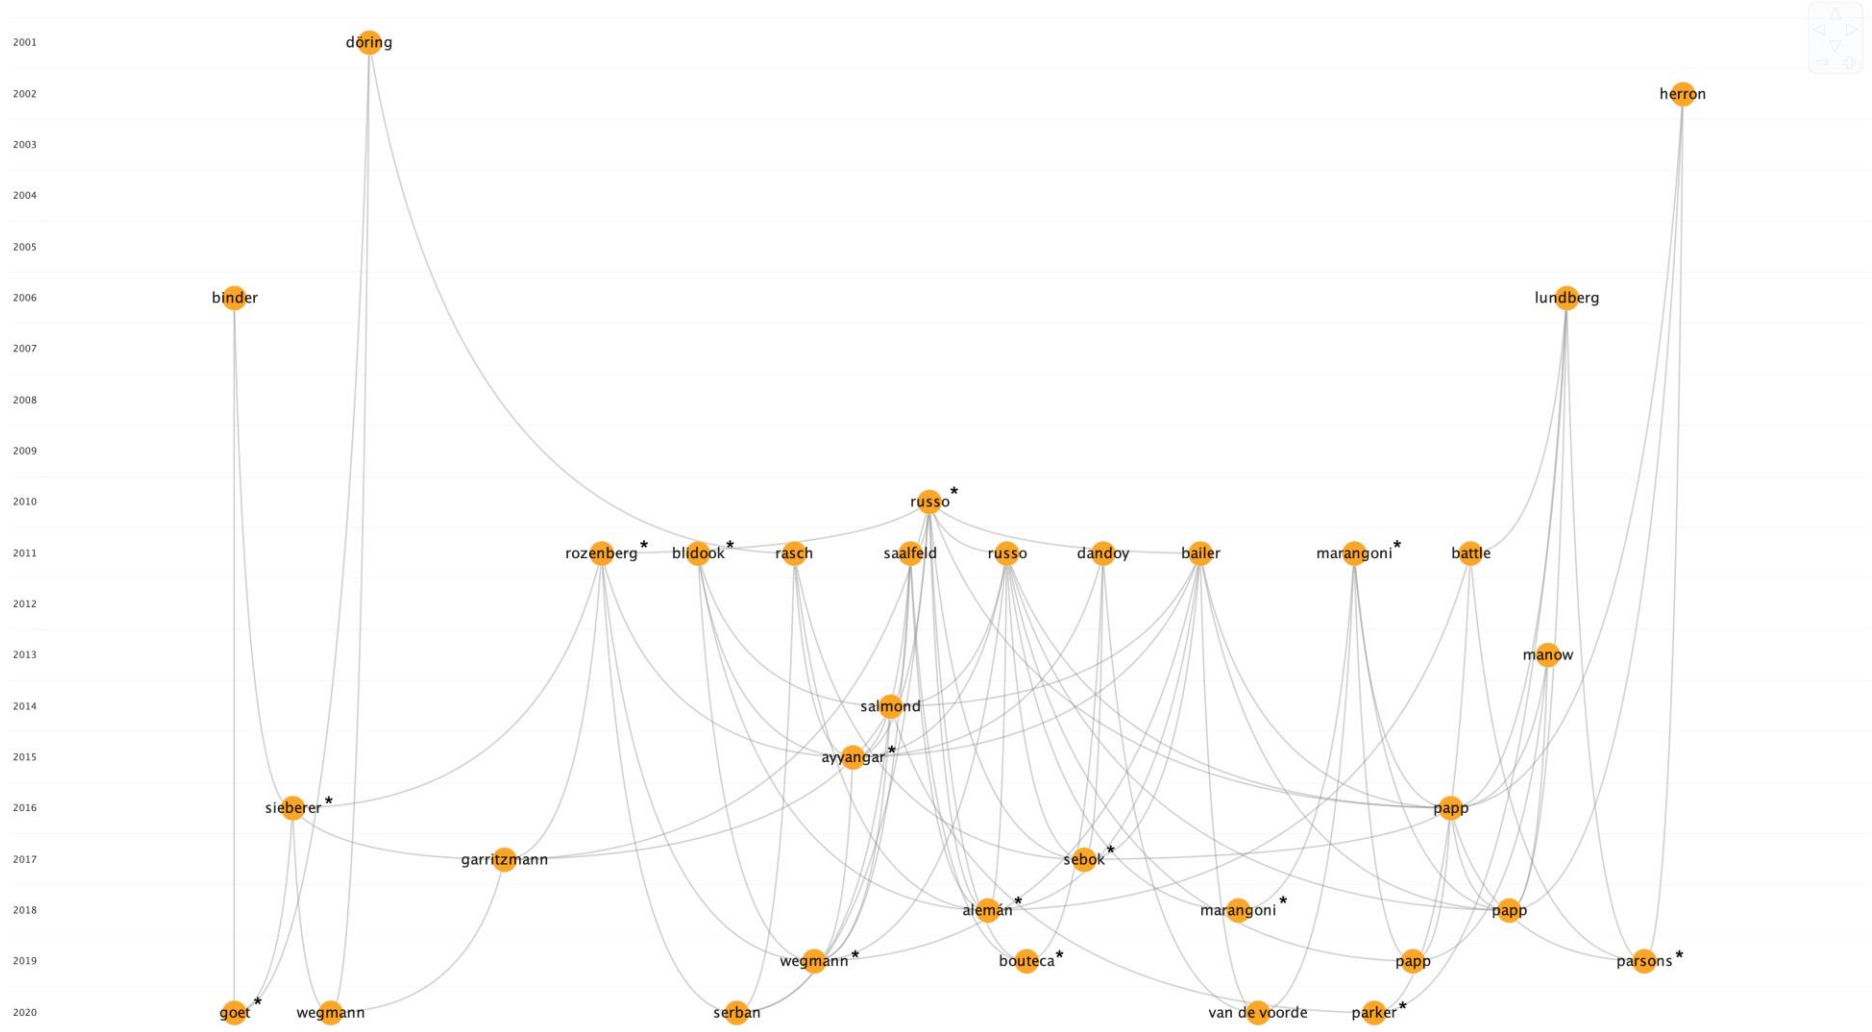 2001 döring
2002 herron
2003
2004
2005
2006 binder lundberg
2007
2008
2009
2010 russo*
2011 rozenberg* blidook* rasch saalfeld russo dandoy bailer marangoni* battle
2012
2013 manow
2014 salmond
2015 ayyangar*
2016 sieberer* papp
2017 garritzmann sebok*
2018 alemán* marangoni* papp
2019 wegmann* bouteca* papp parsons*
2020 goet* wegmann serban van de voorde parker*